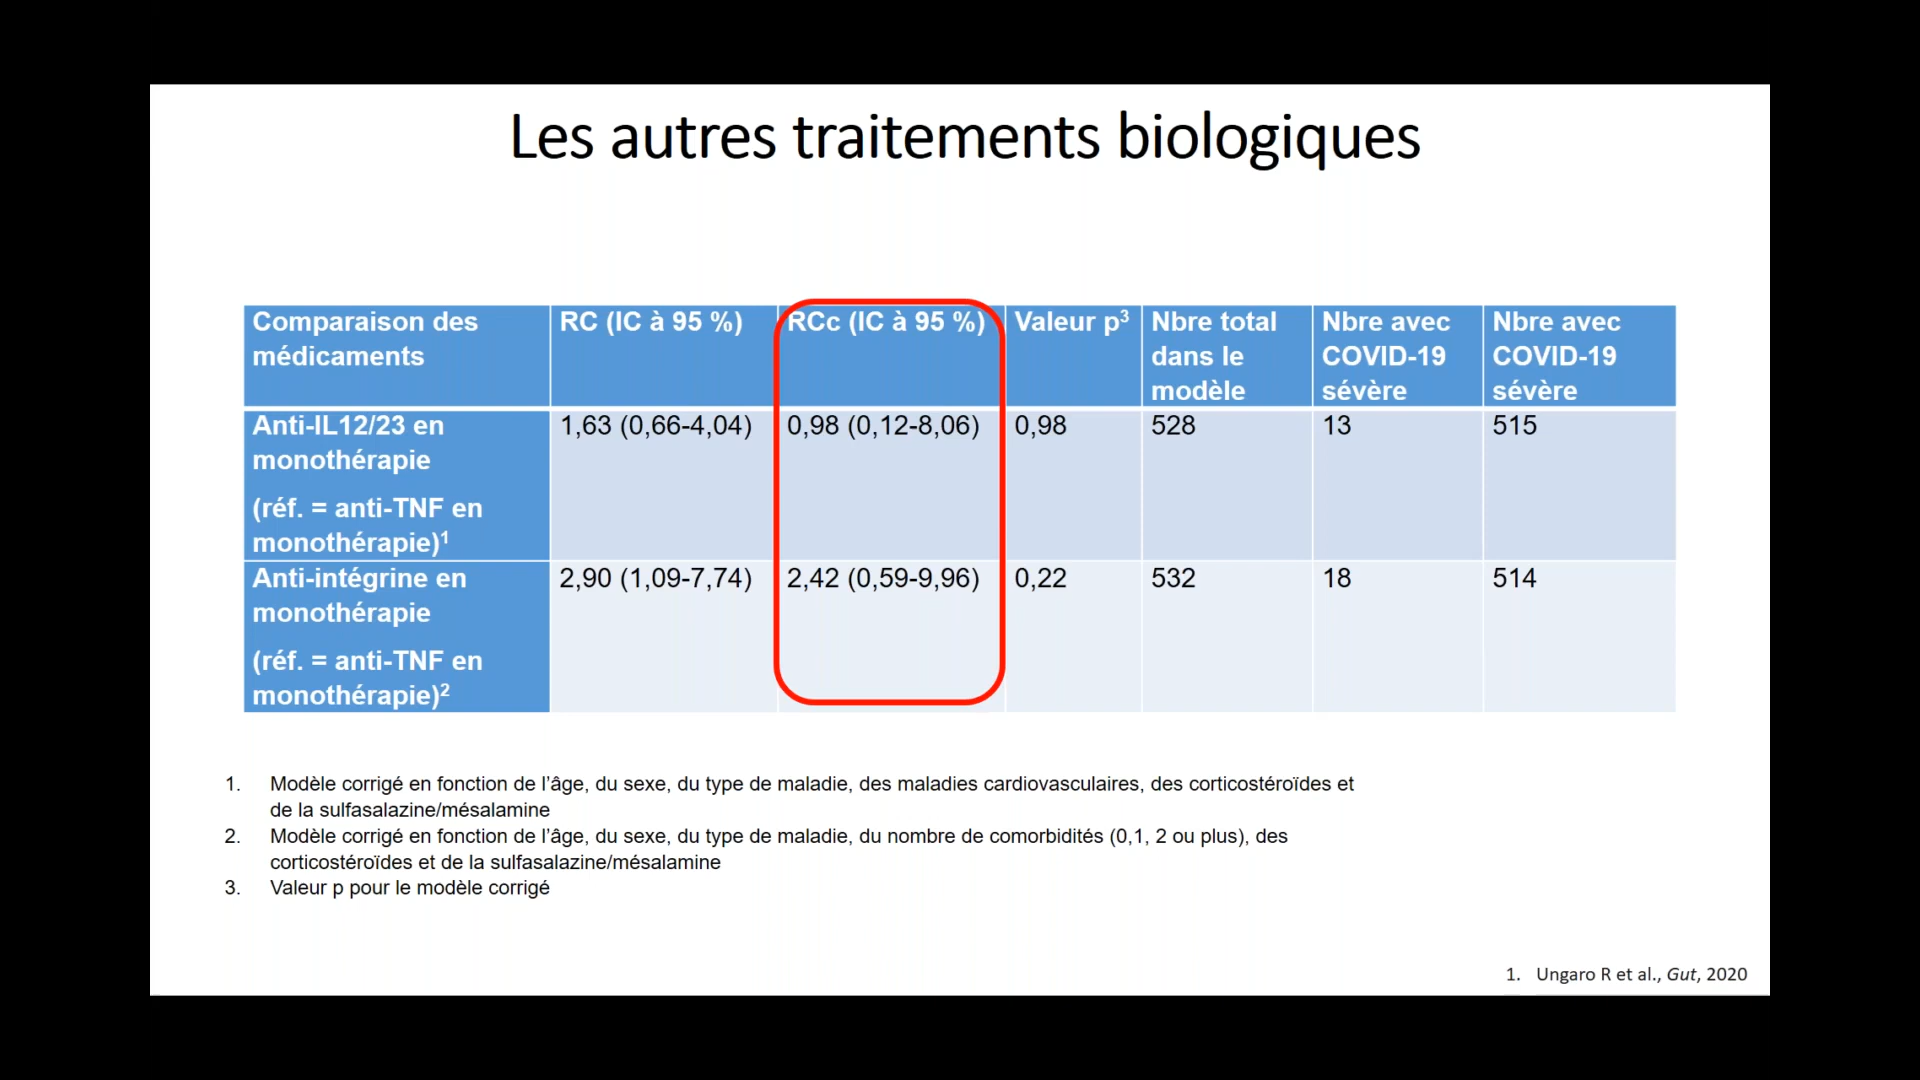 Les autres traitements biologiques
Comparaison des médicaments | RC (IC à 95 %) | RCc (IC à 95 %) | Valeur p³ | Nbre total dans le modèle | Nbre avec COVID-19 sévère | Nbre avec COVID-19 sévère
Anti-IL12/23 en monothérapie (réf. = anti-TNF en monothérapie)¹ | 1,63 (0,66-4,04) | 0,98 (0,12-8,06) | 0,98 | 528 | 13 | 515
Anti-intégrine en monothérapie (réf. = anti-TNF en monothérapie)² | 2,90 (1,09-7,74) | 2,42 (0,59-9,96) | 0,22 | 532 | 18 | 514
1. Modèle corrigé en fonction de l’âge, du sexe, du type de maladie, des maladies cardiovasculaires, des corticostéroïdes et
de la sulfasalazine/mésalamine
2. Modèle corrigé en fonction de l’âge, du sexe, du type de maladie, du nombre de comorbidités (0,1, 2 ou plus), des
corticostéroïdes et de la sulfasalazine/mésalamine
3. Valeur p pour le modèle corrigé
1. Ungaro R et al., Gut, 2020